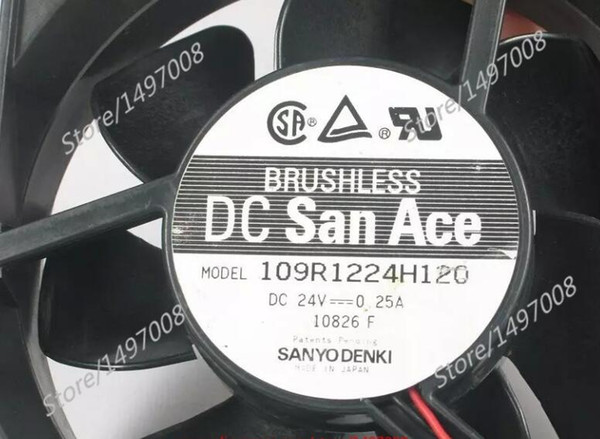 Store/1497008
Store/1497008
SA®
®
BRUSHLESS
DC San Ace
MODEL 109R1224H120
DC 24V⎓0.25A
10826 F
Patents Pending
SANYO DENKI
MADE IN JAPAN
Store/1497008
Store/1497008